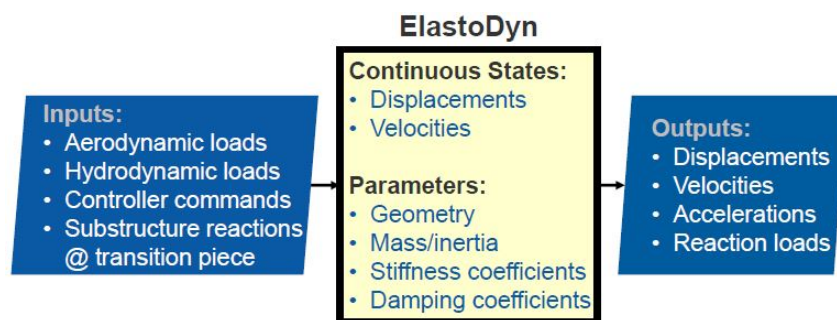 ElastoDyn
Inputs:
• Aerodynamic loads
• Hydrodynamic loads
• Controller commands
• Substructure reactions
@ transition piece
Continuous States:
• Displacements
• Velocities
Parameters:
• Geometry
• Mass/inertia
• Stiffness coefficients
• Damping coefficients
Outputs:
• Displacements
• Velocities
• Accelerations
• Reaction loads